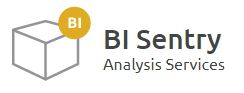 BI
BI Sentry
Analysis Services